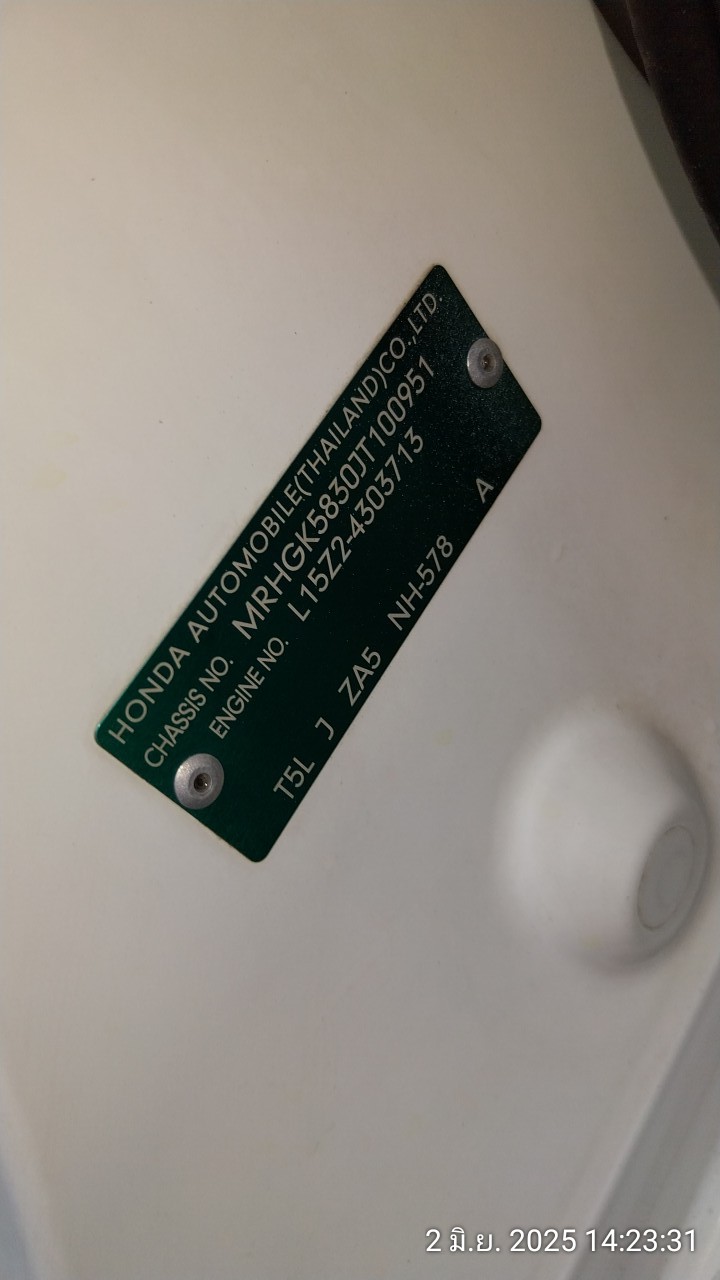 HONDA AUTOMOBILE(THAILAND)CO.,LTD.
CHASSIS NO. MRHGK5830JT100951
ENGINE NO. L15Z2-4303713
T5L J ZA5 NH-578 A
2 มิ.ย. 2025 14:23:31